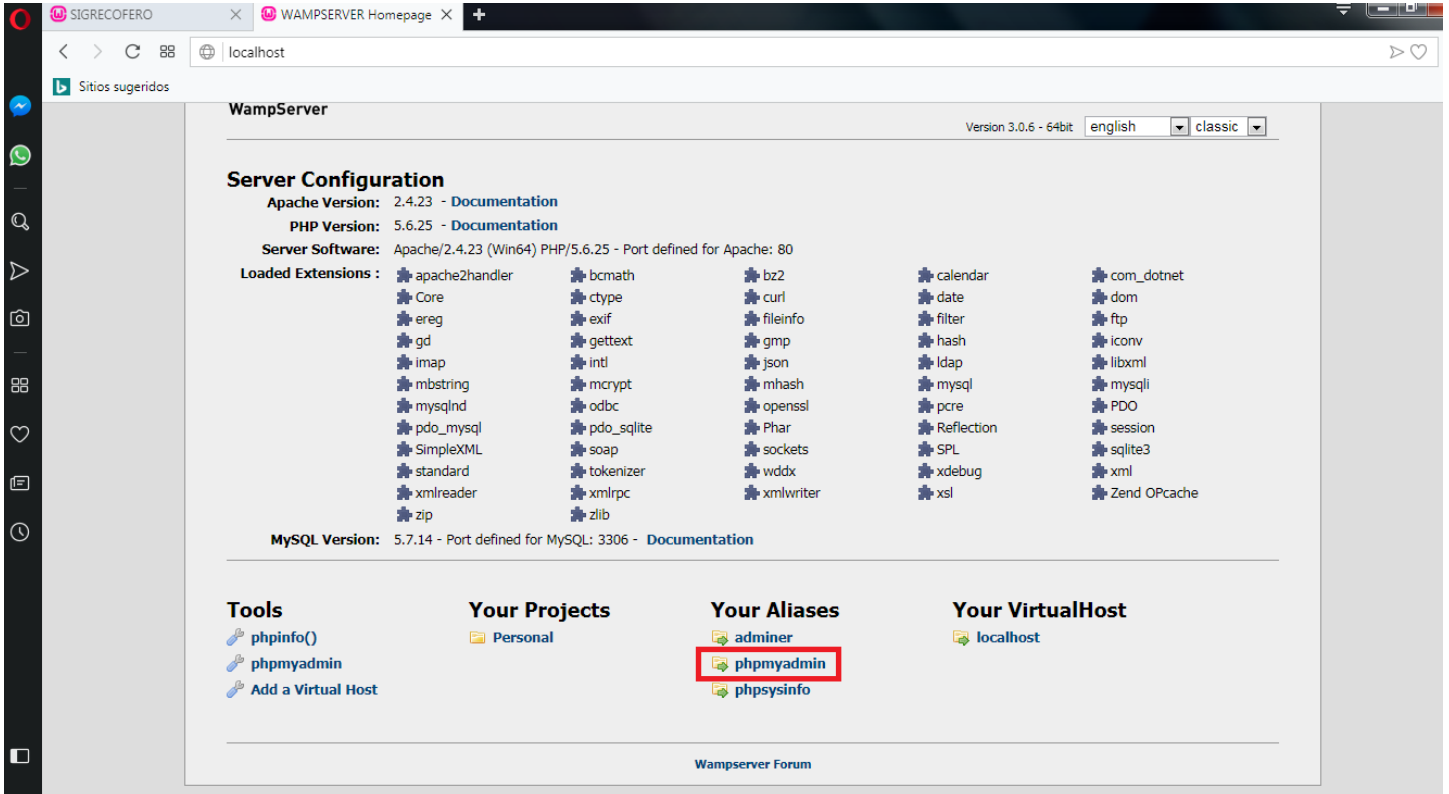 SIGRECOFERO
WAMPSERVER Homepage
localhost
Sitios sugeridos
WampServer
Version 3.0.6 - 64bit english classic
Server Configuration
Apache Version: 2.4.23 - Documentation
PHP Version: 5.6.25 - Documentation
Server Software: Apache/2.4.23 (Win64) PHP/5.6.25 - Port defined for Apache: 80
Loaded Extensions : apache2handler bcmath bz2 calendar com_dotnet
Core ctype curl date dom
ereg exif fileinfo filter ftp
gd gettext gmp hash iconv
imap intl json ldap libxml
mbstring mcrypt mhash mysql mysqli
mysqlnd odbc openssl pcre PDO
pdo_mysql pdo_sqlite Phar Reflection session
SimpleXML soap sockets SPL sqlite3
standard tokenizer wddx xdebug xml
xmlreader xmlrpc xmlwriter xsl Zend OPcache
zip zlib
MySQL Version: 5.7.14 - Port defined for MySQL: 3306 - Documentation
Tools Your Projects Your Aliases Your VirtualHost
phpinfo() Personal adminer localhost
phpmyadmin phpmyadmin
Add a Virtual Host phpsysinfo
Wampserver Forum